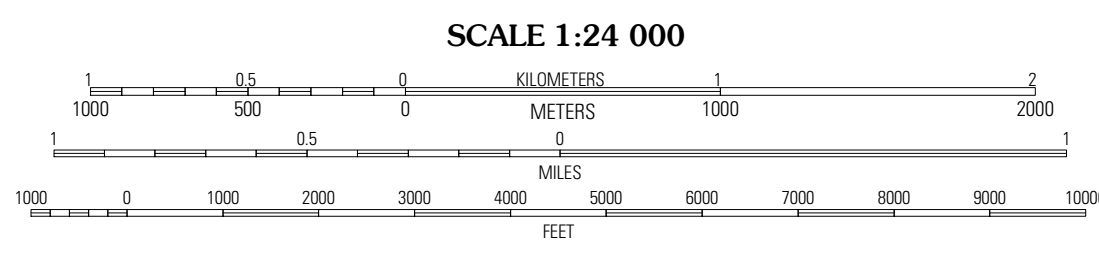 SCALE 1:24 000
1 0.5 0 KILOMETERS 1 2
1000 500 0 METERS 1000 2000
1 0.5 0 1
MILES
1000 0 1000 2000 3000 4000 5000 6000 7000 8000 9000 1000
FEET